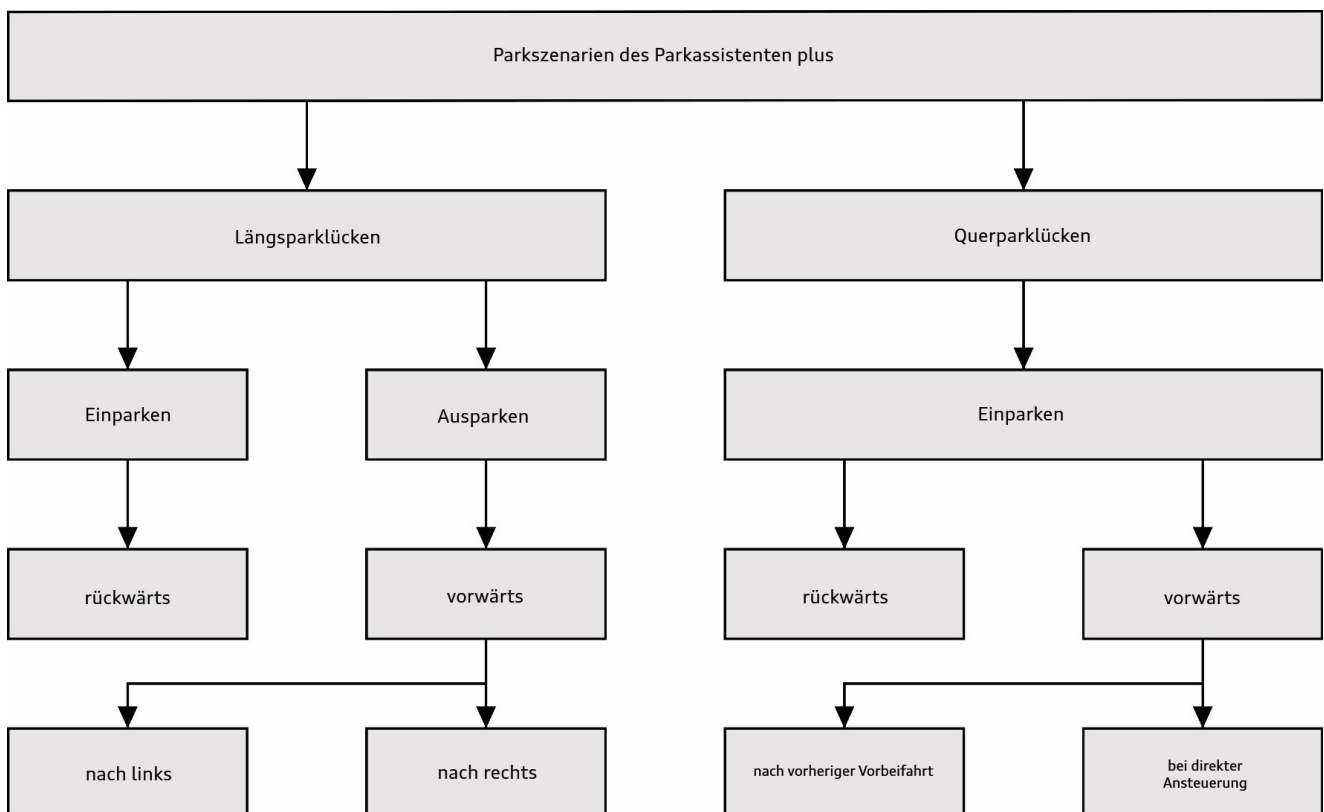 Parkszenarien des Parkassistenten plus
Längsparklücken
Querparklücken
Einparken
Ausparken
Einparken
rückwärts
vorwärts
rückwärts
vorwärts
nach links
nach rechts
nach vorheriger Vorbeifahrt
bei direkter
Ansteuerung